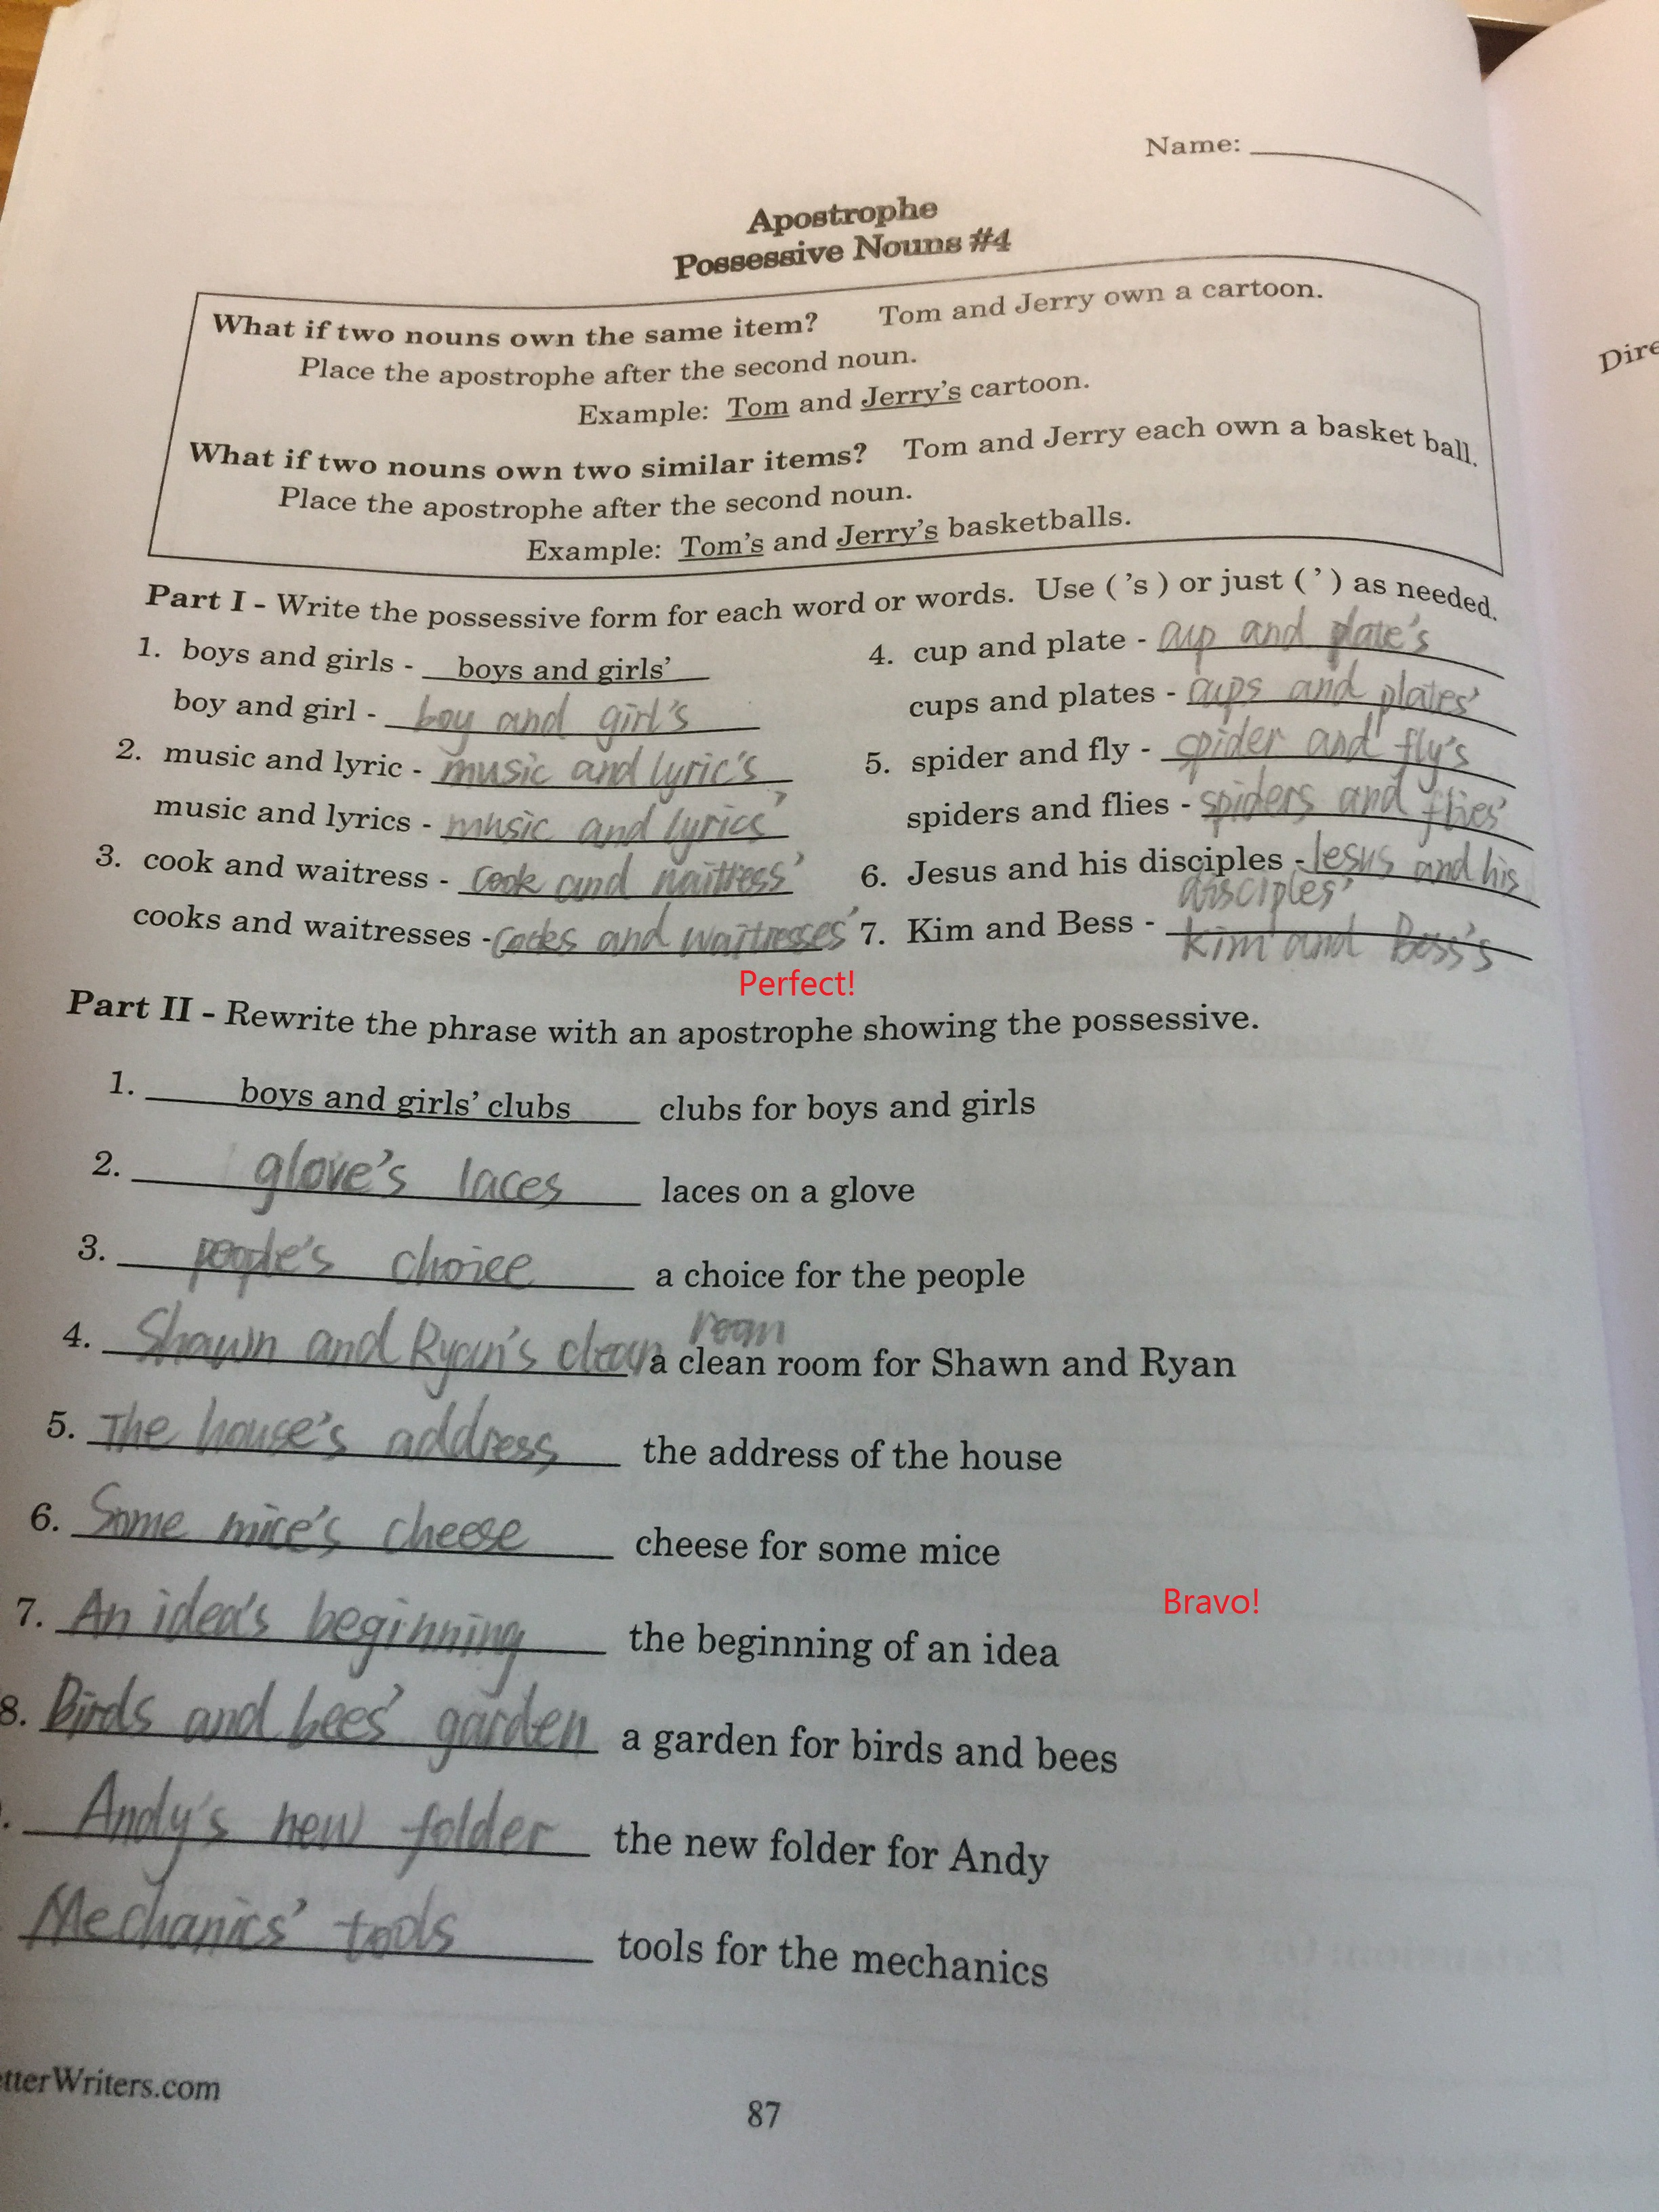 Name:
Apostrophe
Possessive Nouns #4
What if two nouns own the same item? Tom and Jerry own a cartoon.
Place the apostrophe after the second noun.
Example: Tom and Jerry's cartoon.
What if two nouns own two similar items? Tom and Jerry each own a basket ball.
Place the apostrophe after the second noun.
Example: Tom's and Jerry's basketballs.
Part I - Write the possessive form for each word or words. Use ( 's ) or just ( ' ) as needed.
1. boys and girls - boys and girls'
boy and girl - boy and girl's
2. music and lyric - music and lyric's
music and lyrics - music and lyrics'
3. cook and waitress - cook and waitress'
cooks and waitresses - cooks and waitresses'
4. cup and plate - cup and plate's
cups and plates - cups and plates'
5. spider and fly - spider and fly's
spiders and flies - spiders and flies'
6. Jesus and his disciples - Jesus and his
disciples'
7. Kim and Bess - Kim and Bess's
Perfect!
Part II - Rewrite the phrase with an apostrophe showing the possessive.
1. boys and girls' clubs clubs for boys and girls
2. glove's laces laces on a glove
3. people's choice a choice for the people
4. Shawn and Ryan's clean room a clean room for Shawn and Ryan
5. The house's address the address of the house
6. Some mice's cheese cheese for some mice
Bravo!
7. An idea's beginning the beginning of an idea
8. Birds and bees' garden a garden for birds and bees
. Andy's new folder the new folder for Andy
Mechanics' tools tools for the mechanics
etterWriters.com
87
Dire